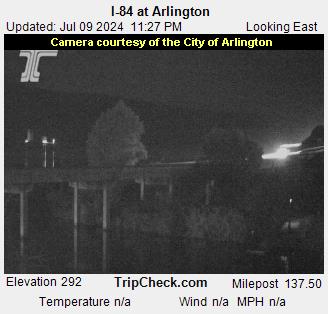 I-84 at Arlington
Updated: Jul 09 2024 11:27 PM Looking East
Camera courtesy of the City of Arlington
Elevation 292 TripCheck.com Milepost 137.50
Temperature n/a Wind n/a MPH n/a